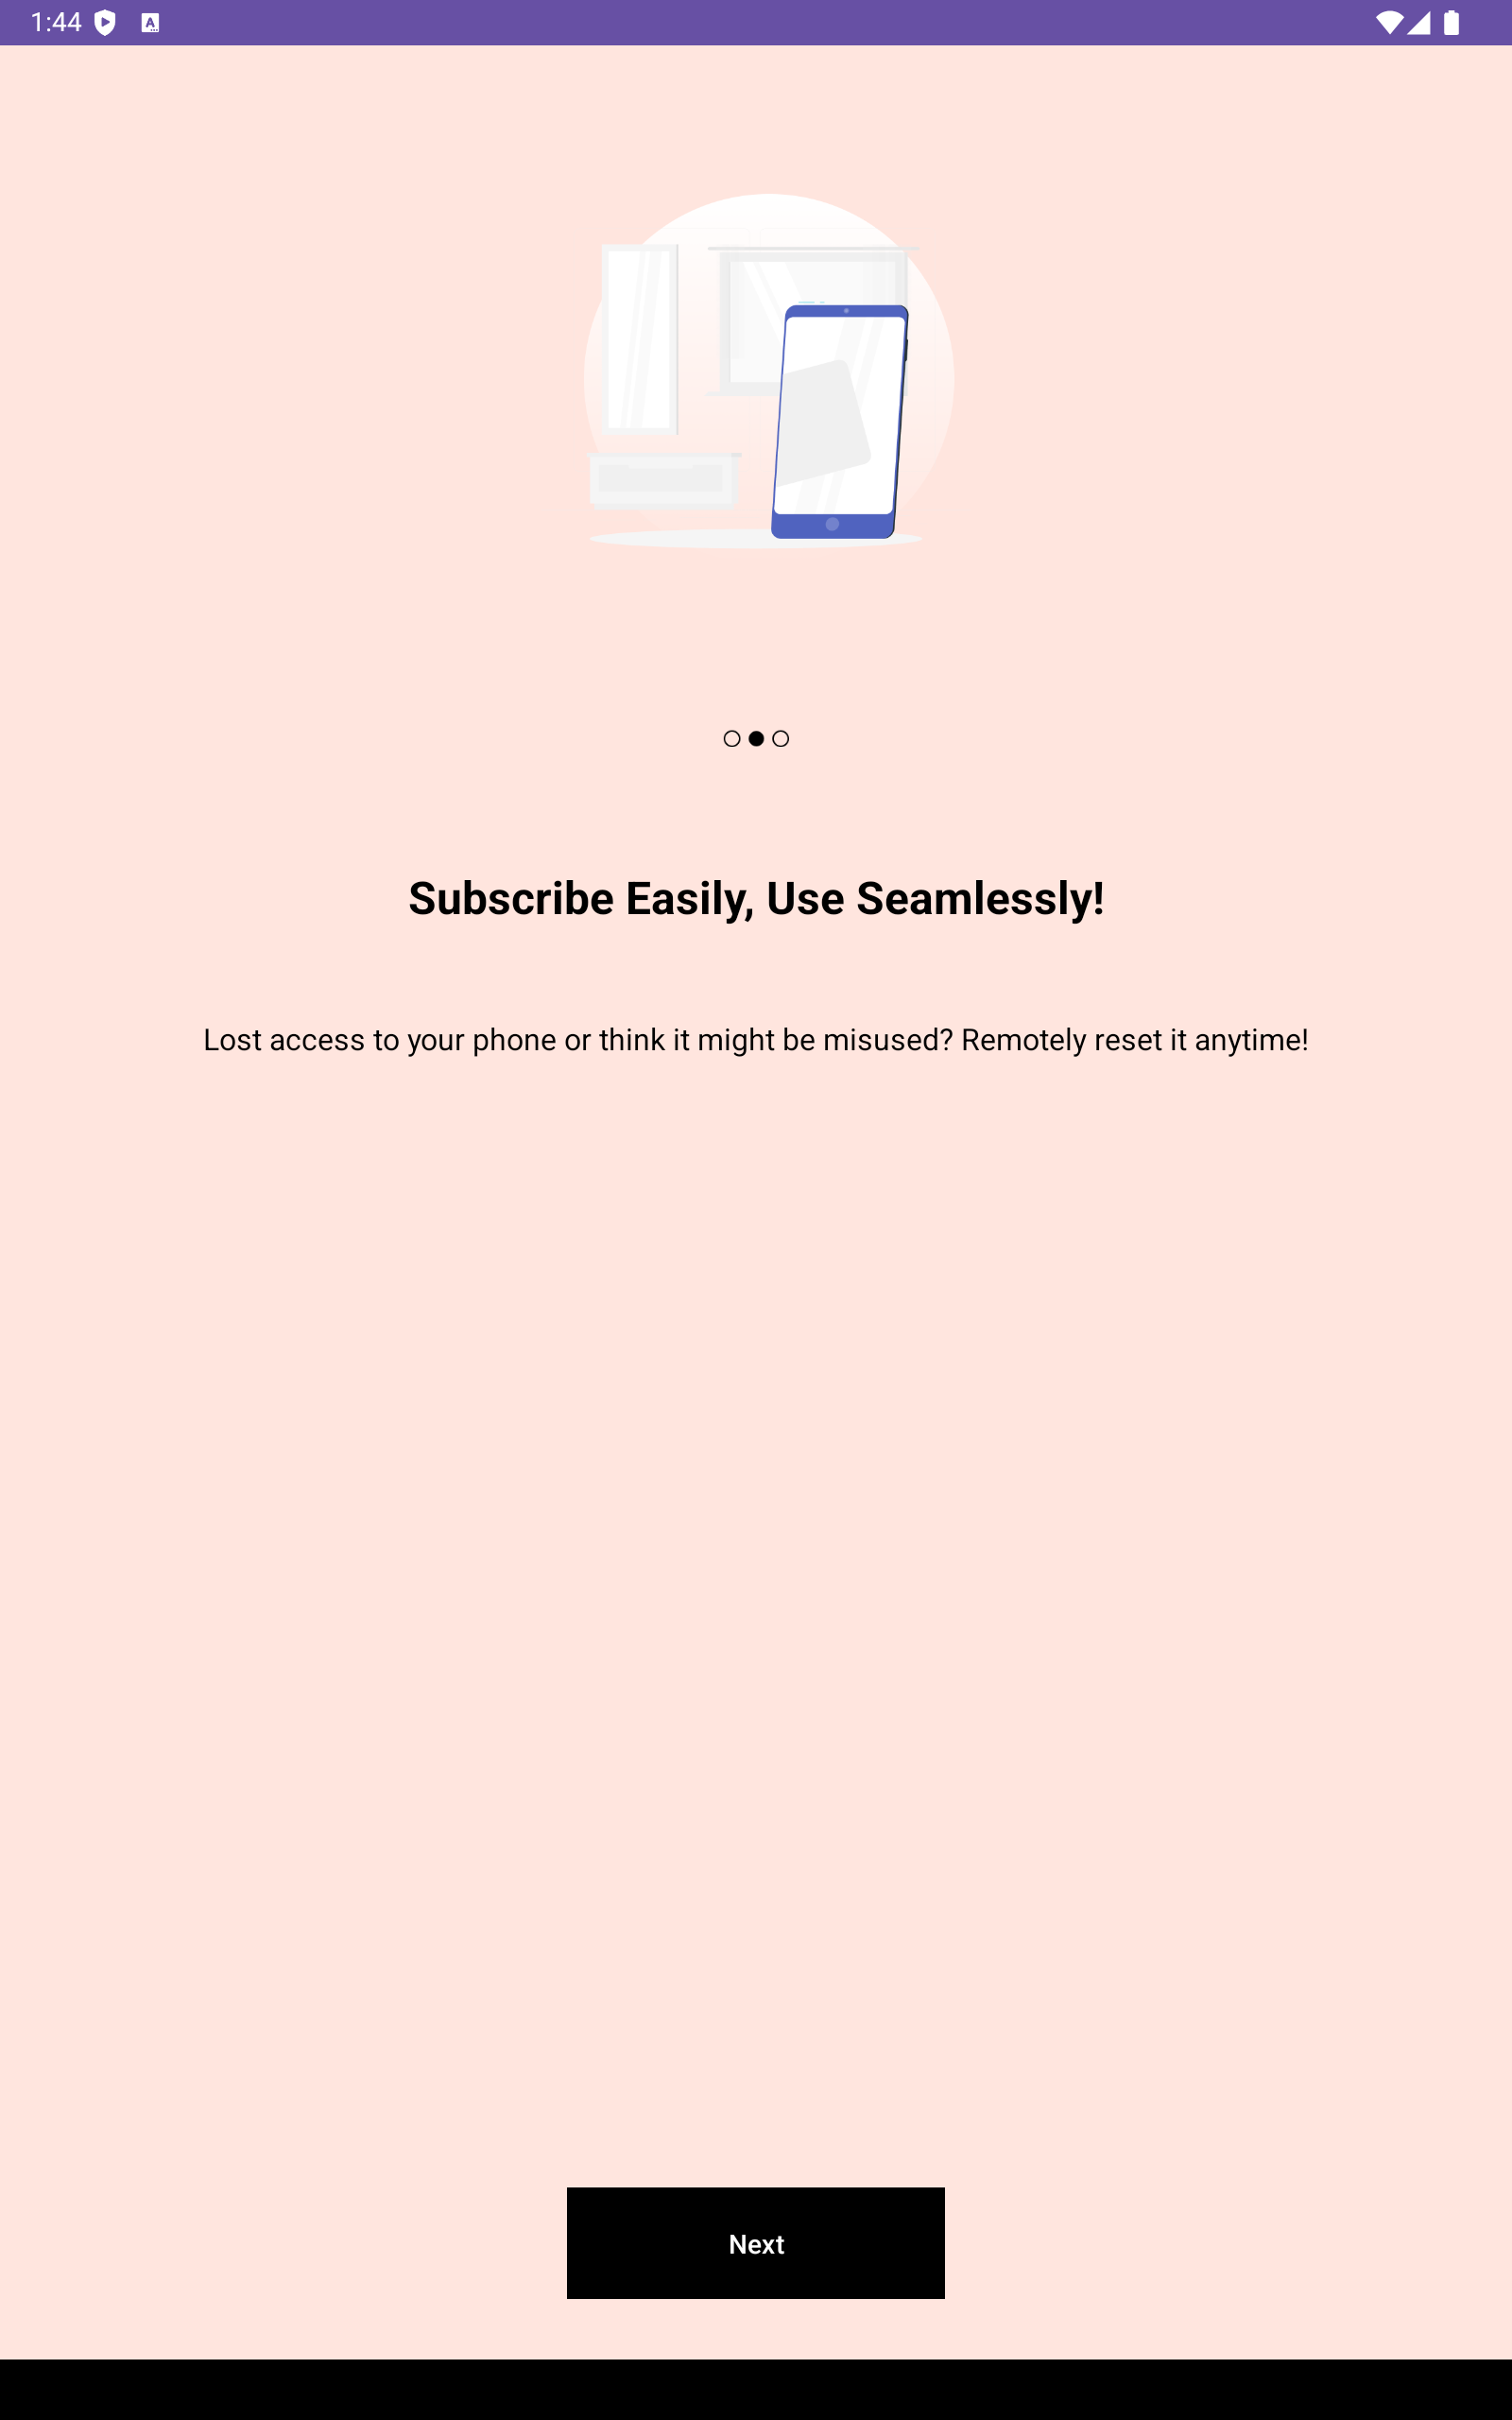 1:44
Subscribe Easily, Use Seamlessly!
Lost access to your phone or think it might be misused? Remotely reset it anytime!
Next